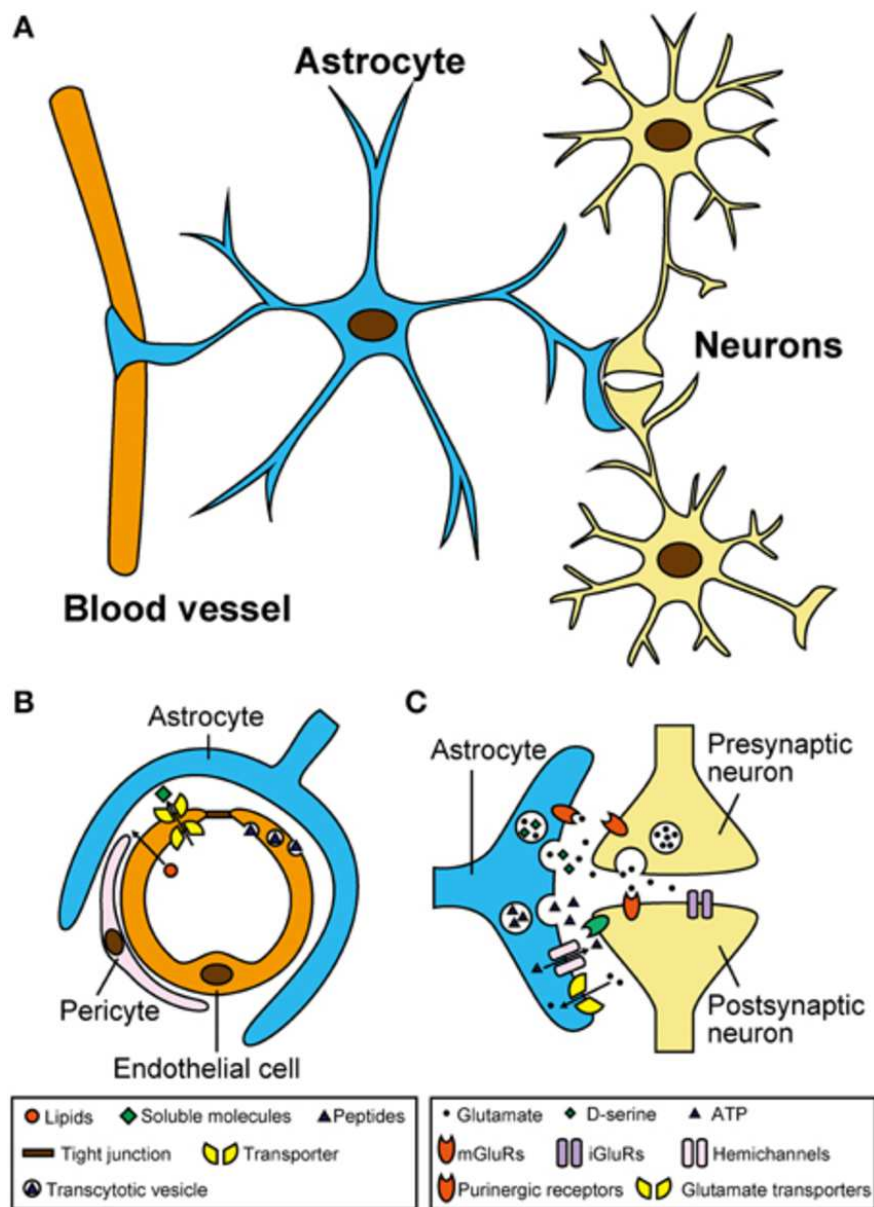 A
Astrocyte
Neurons
Blood vessel
B
Astrocyte
Pericyte
Endothelial cell
C
Astrocyte
Presynaptic
neuron
Postsynaptic
neuron
Lipids Soluble molecules Peptides
Tight junction Transporter
Transcytotic vesicle
Glutamate D-serine ATP
mGluRs iGluRs Hemichannels
Purinergic receptors Glutamate transporters